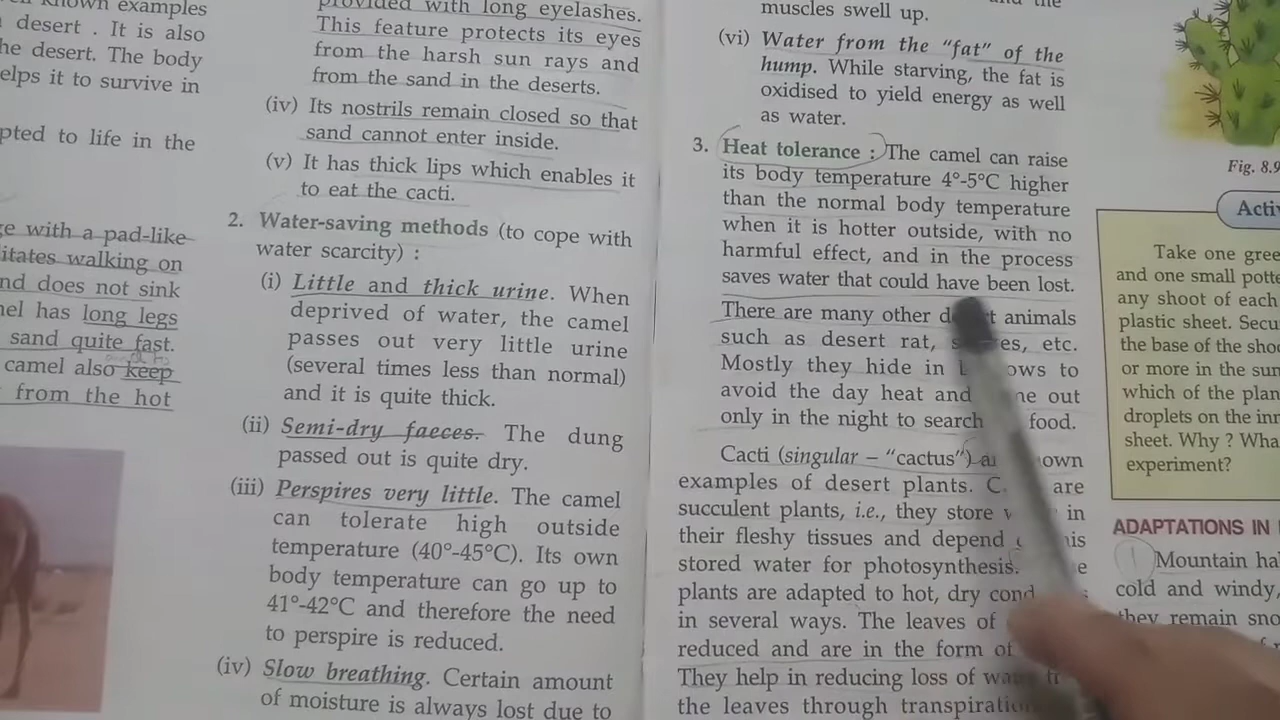 known examples
desert . It is also
he desert. The body
elps it to survive in
pted to life in the
ge with a pad-like
itates walking on
nd does not sink
nel has long legs
sand quite fast.
camel also keep
from the hot
provided with long eyelashes.
This feature protects its eyes
from the harsh sun rays and
from the sand in the deserts.
(iv) Its nostrils remain closed so that
sand cannot enter inside.
(v) It has thick lips which enables it
to eat the cacti.
2. Water-saving methods (to cope with
water scarcity) :
(i) Little and thick urine. When
deprived of water, the camel
passes out very little urine
(several times less than normal)
and it is quite thick.
(ii) Semi-dry faeces. The dung
passed out is quite dry.
(iii) Perspires very little. The camel
can tolerate high outside
temperature (40°-45°C). Its own
body temperature can go up to
41°-42°C and therefore the need
to perspire is reduced.
(iv) Slow breathing. Certain amount
of moisture is always lost due to
and the
muscles swell up.
(vi) Water from the "fat" of the
hump. While starving, the fat is
oxidised to yield energy as well
as water.
3. Heat tolerance : The camel can raise
its body temperature 4°-5°C higher
than the normal body temperature
when it is hotter outside, with no
harmful effect, and in the process
saves water that could have been lost.
There are many other animals
such as desert rat, etc.
Mostly they hide in to
avoid the day heat and out
only in the night to search food.
Cacti (singular – "cactus")
examples of desert plants. are
succulent plants, i.e., they store in
their fleshy tissues and depend
stored water for photosynthesis.
plants are adapted to hot, dry
in several ways. The leaves of
reduced and are in the form of
They help in reducing loss of
the leaves through
Fig. 8.9
Acti
Take one gree
and one small potte
any shoot of each
plastic sheet. Secu
the base of the sho
or more in the sun
which of the plan
droplets on the inn
sheet. Why ? Wha
experiment?
ADAPTATIONS IN
Mountain ha
cold and windy,
they remain sno